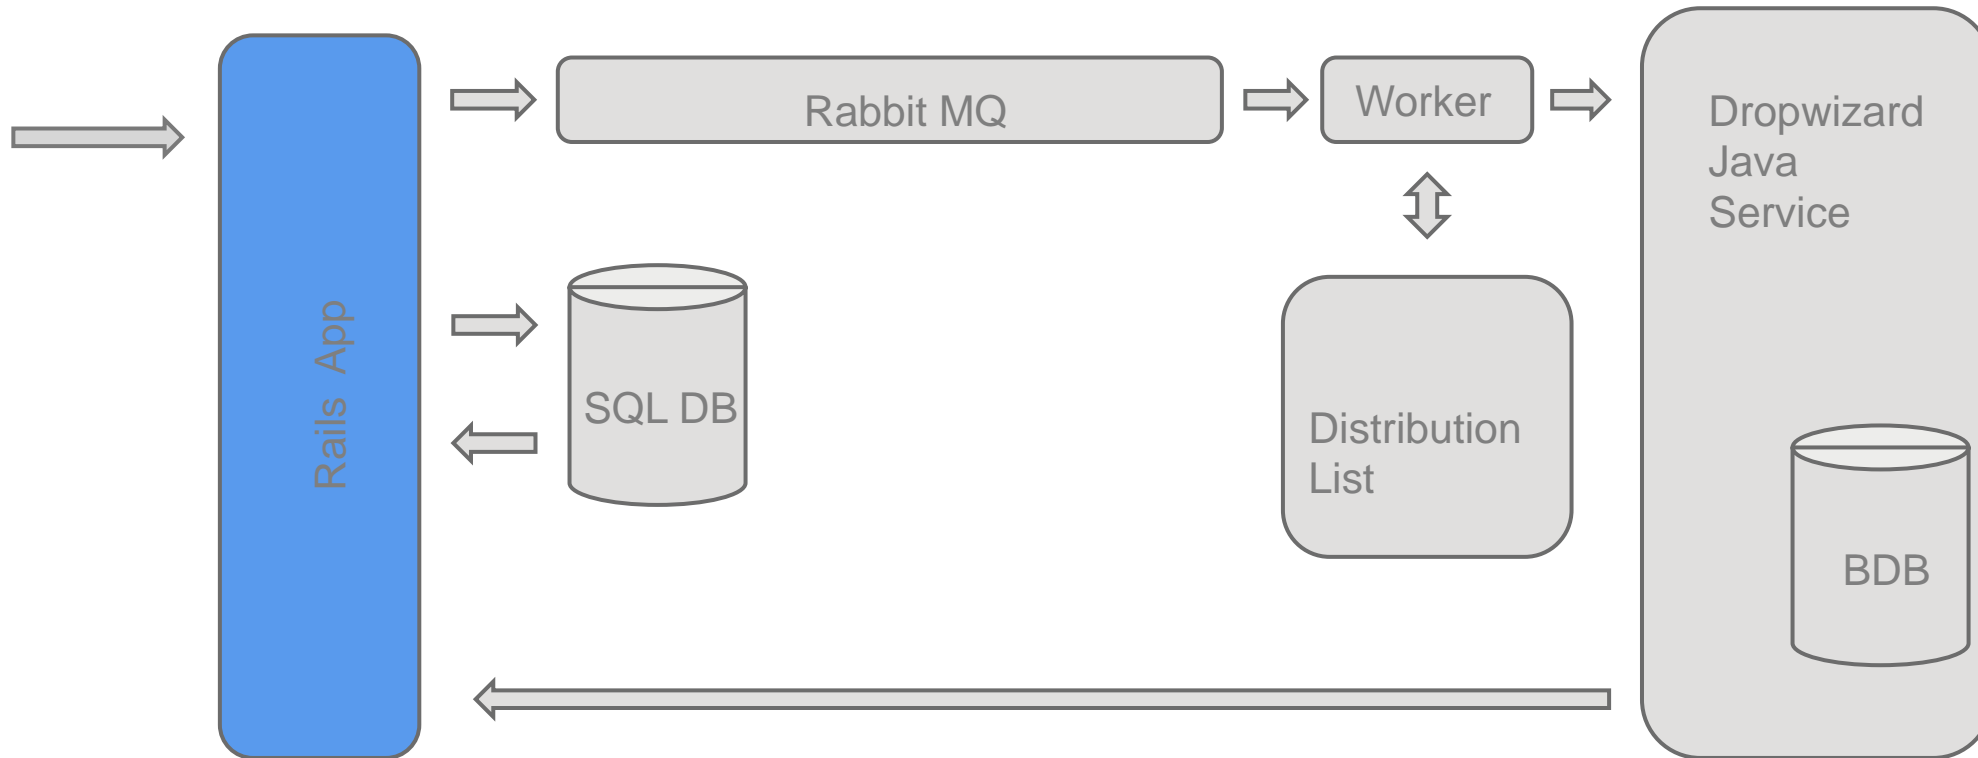 Rabbit MQ
Worker
Dropwizard
Java
Service
Rails App
SQL DB
Distribution
List
BDB